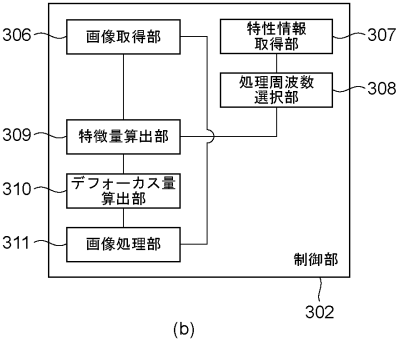 306
画像取得部
特性情報
取得部
307
処理周波数
選択部
308
309
特徴量算出部
310
デフォーカス量
算出部
311
画像処理部
制御部
302
(b)